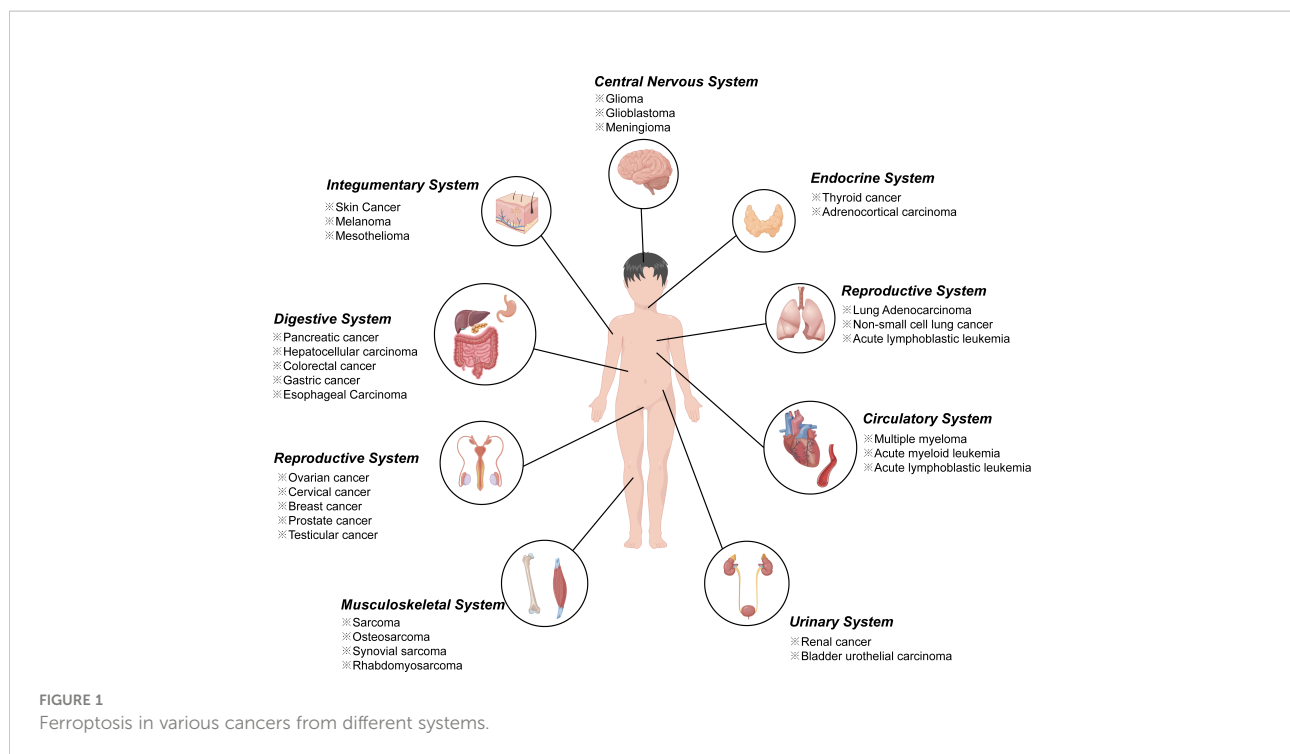 Central Nervous System
※Glioma
※Glioblastoma
※Meningioma
Integumentary System
※Skin Cancer
※Melanoma
※Mesothelioma
Endocrine System
※Thyroid cancer
※Adrenocortical carcinoma
Digestive System
※Pancreatic cancer
※Hepatocellular carcinoma
※Colorectal cancer
※Gastric cancer
※Esophageal Carcinoma
Reproductive System
※Lung Adenocarcinoma
※Non-small cell lung cancer
※Acute lymphoblastic leukemia
Reproductive System
※Ovarian cancer
※Cervical cancer
※Breast cancer
※Prostate cancer
※Testicular cancer
Circulatory System
※Multiple myeloma
※Acute myeloid leukemia
※Acute lymphoblastic leukemia
Musculoskeletal System
※Sarcoma
※Osteosarcoma
※Synovial sarcoma
※Rhabdomyosarcoma
Urinary System
※Renal cancer
※Bladder urothelial carcinoma
FIGURE 1
Ferroptosis in various cancers from different systems.